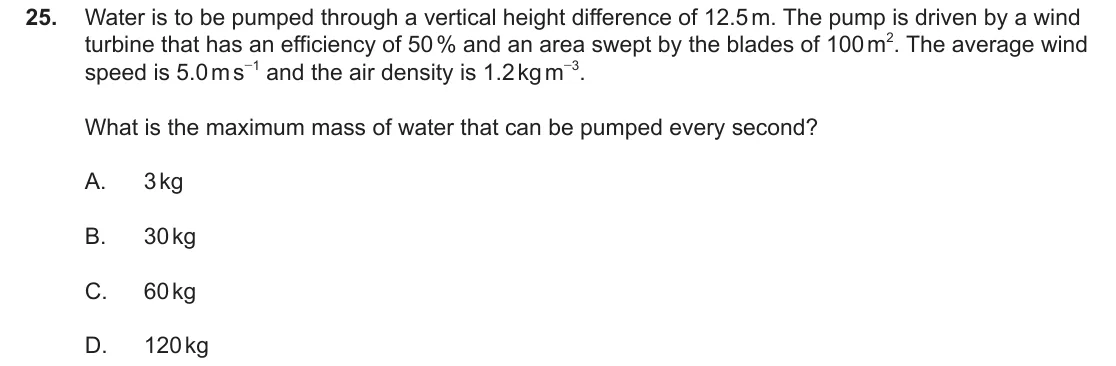 25. Water is to be pumped through a vertical height difference of 12.5 m. The pump is driven by a wind
turbine that has an efficiency of 50 % and an area swept by the blades of 100 m². The average wind
speed is 5.0 m s⁻¹ and the air density is 1.2 kg m⁻³.
What is the maximum mass of water that can be pumped every second?
A. 3 kg
B. 30 kg
C. 60 kg
D. 120 kg